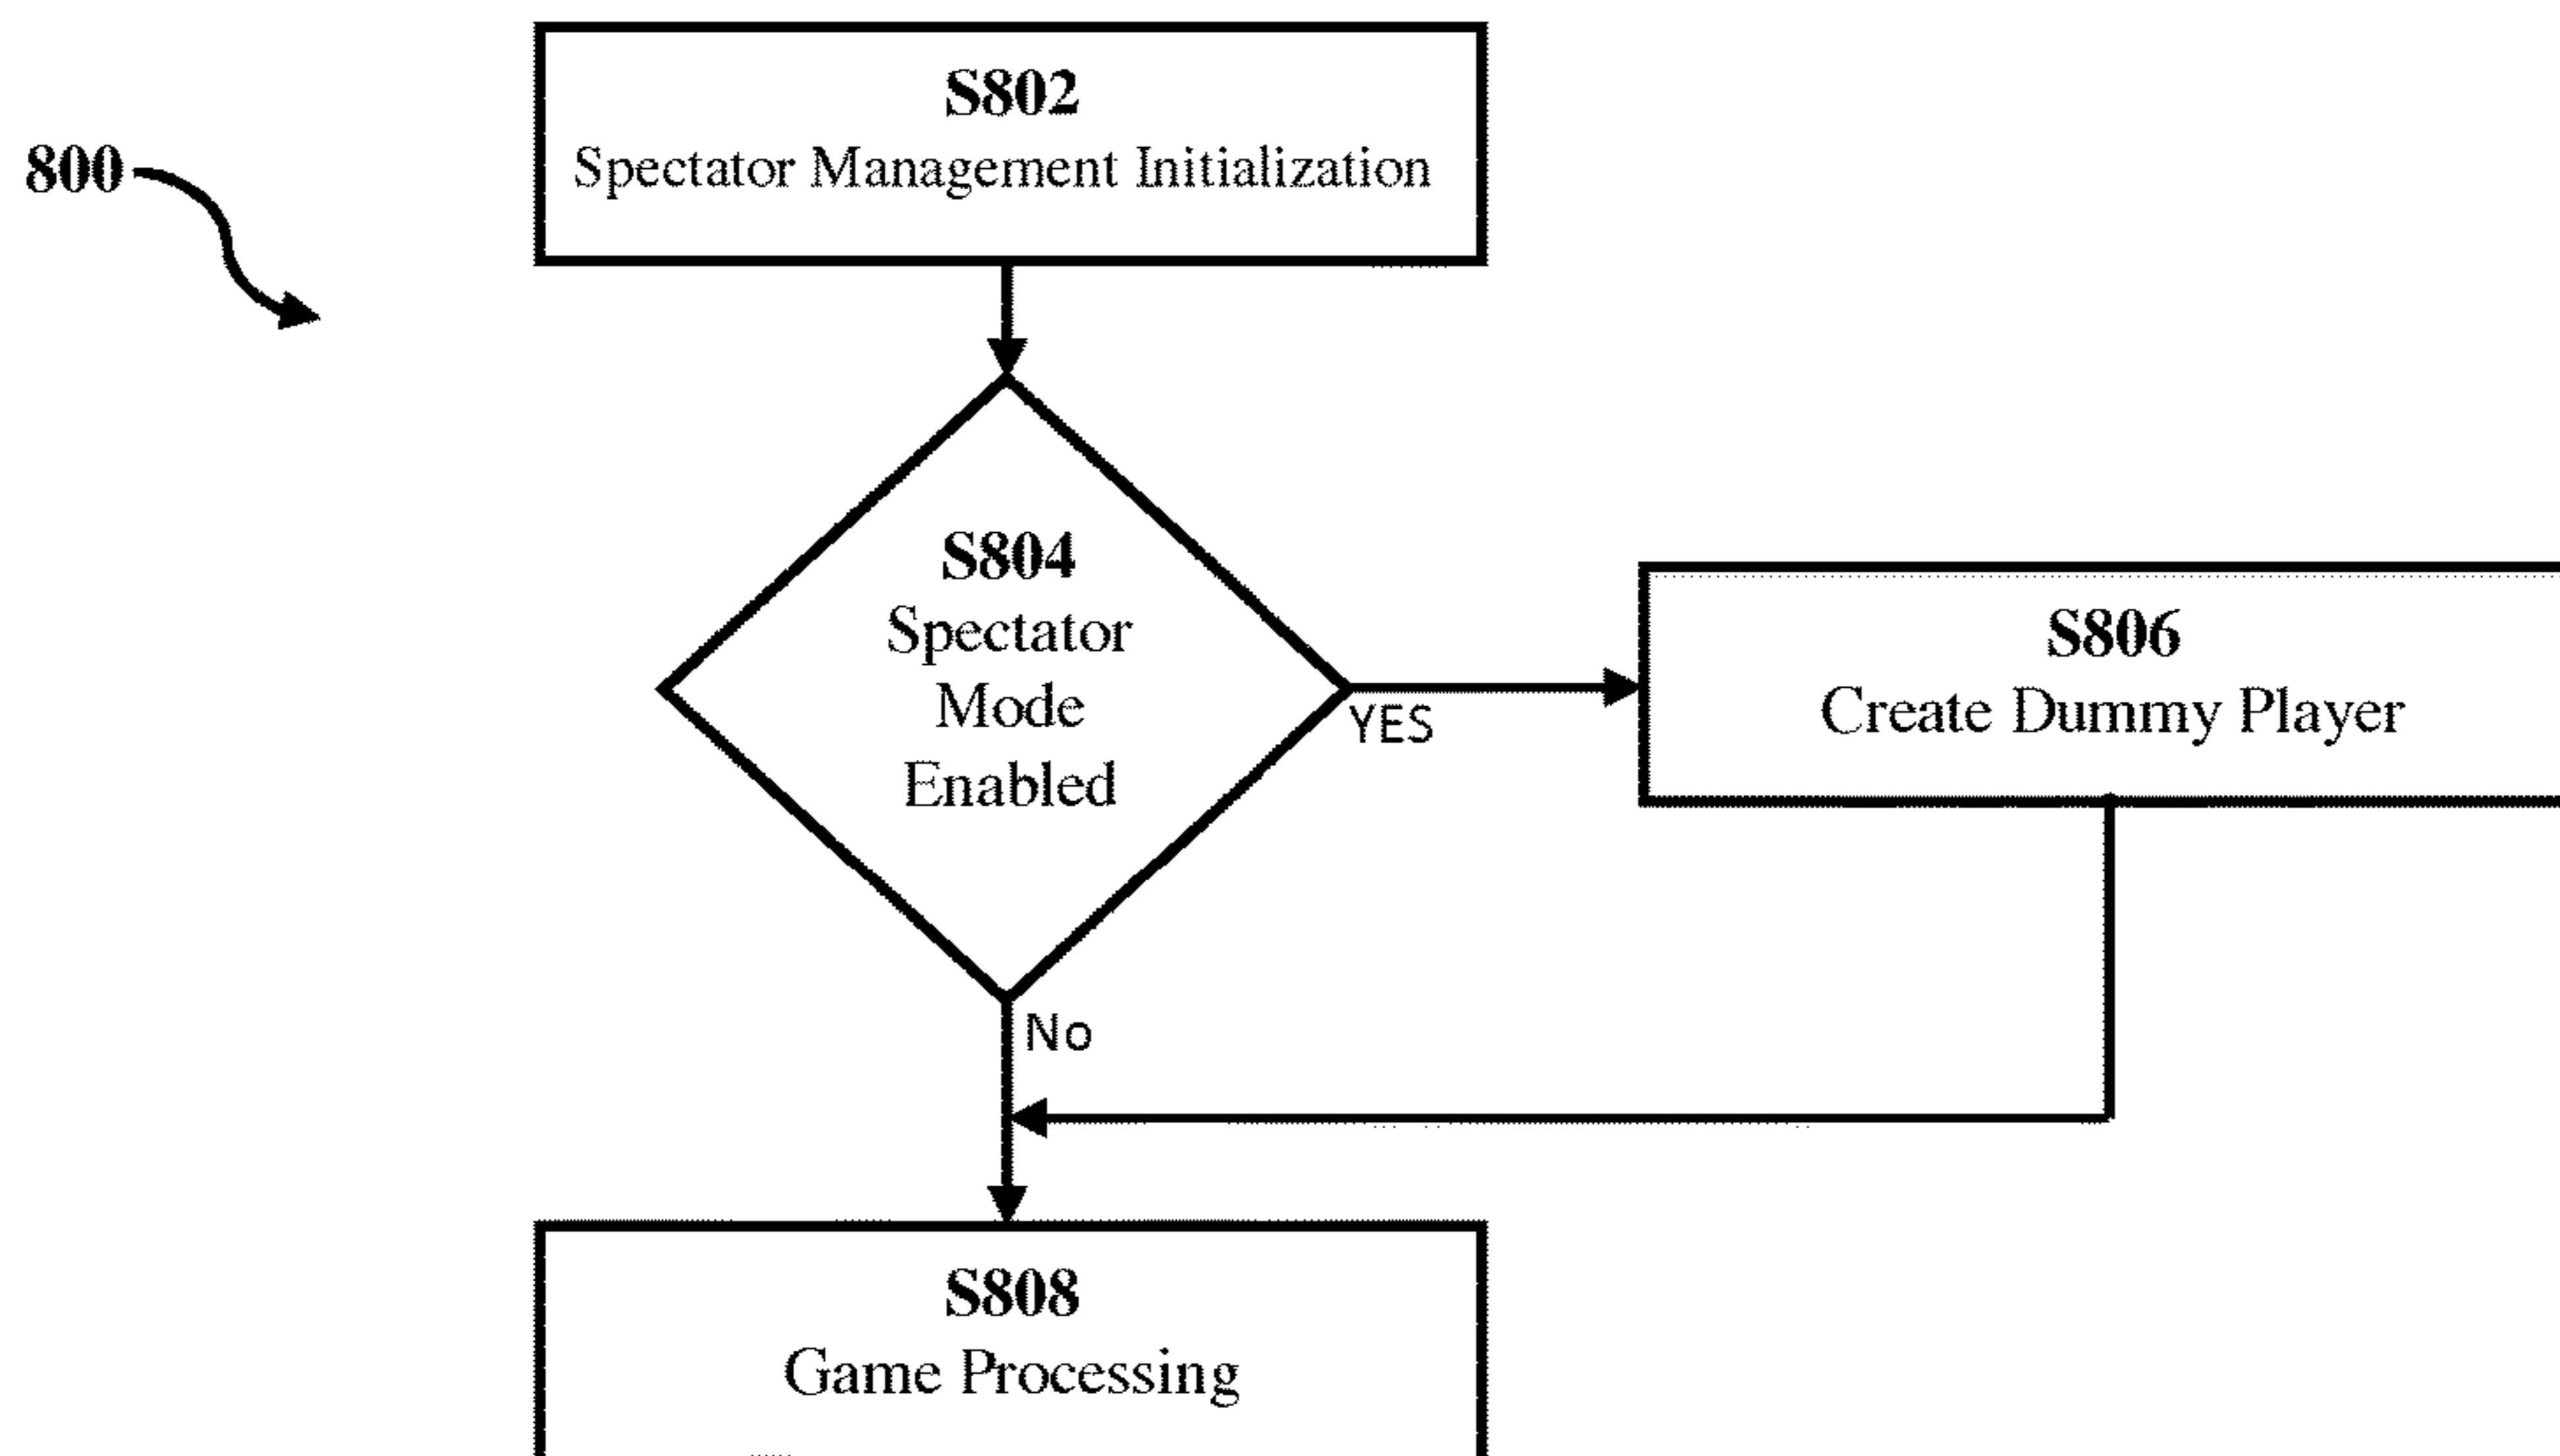 S802
Spectator Management Initialization
800
S804
Spectator
Mode
Enabled
YES
S806
Create Dummy Player
No
S808
Game Processing